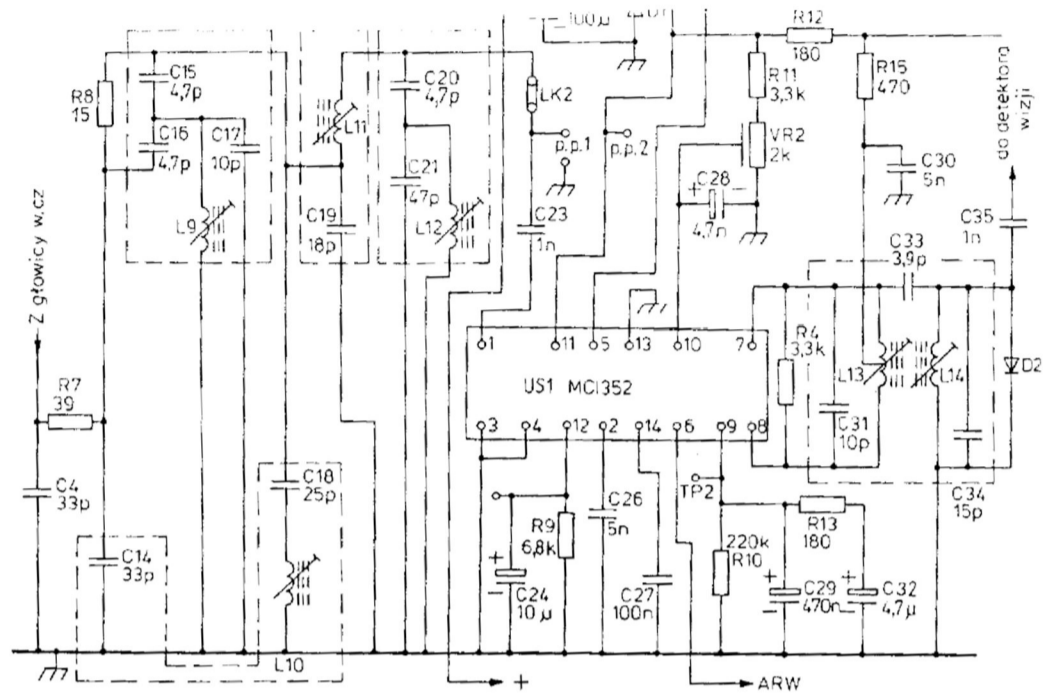 100µ
R12
180
C15
4,7p
R8
15
C16
4,7p
C17
10p
L9
L11
C19
18p
C20
4,7p
C21
47p
L12
LK2
p.p.1
p.p.2
C23
1n
R11
3,3k
VR2
2k
C28
+ −
4,7n
R15
470
C30
5n
do detektora
wizji
C35
1n
C33
3,9p
Z głowicy w.cz
R7
39
C4
33p
C14
33p
C18
25p
L10
1 11 5 13 10 7
US1 MC1352
3 4 12 2 14 6 9 8
R4
3,3k
C31
10p
L13
L14
D2
C34
15p
TP2
C26
5n
R9
6,8k
+
−
C24
10µ
C27
100n
220k
R10
R13
180
+
−
C29
470n
+
−
C32
4,7µ
+
ARW